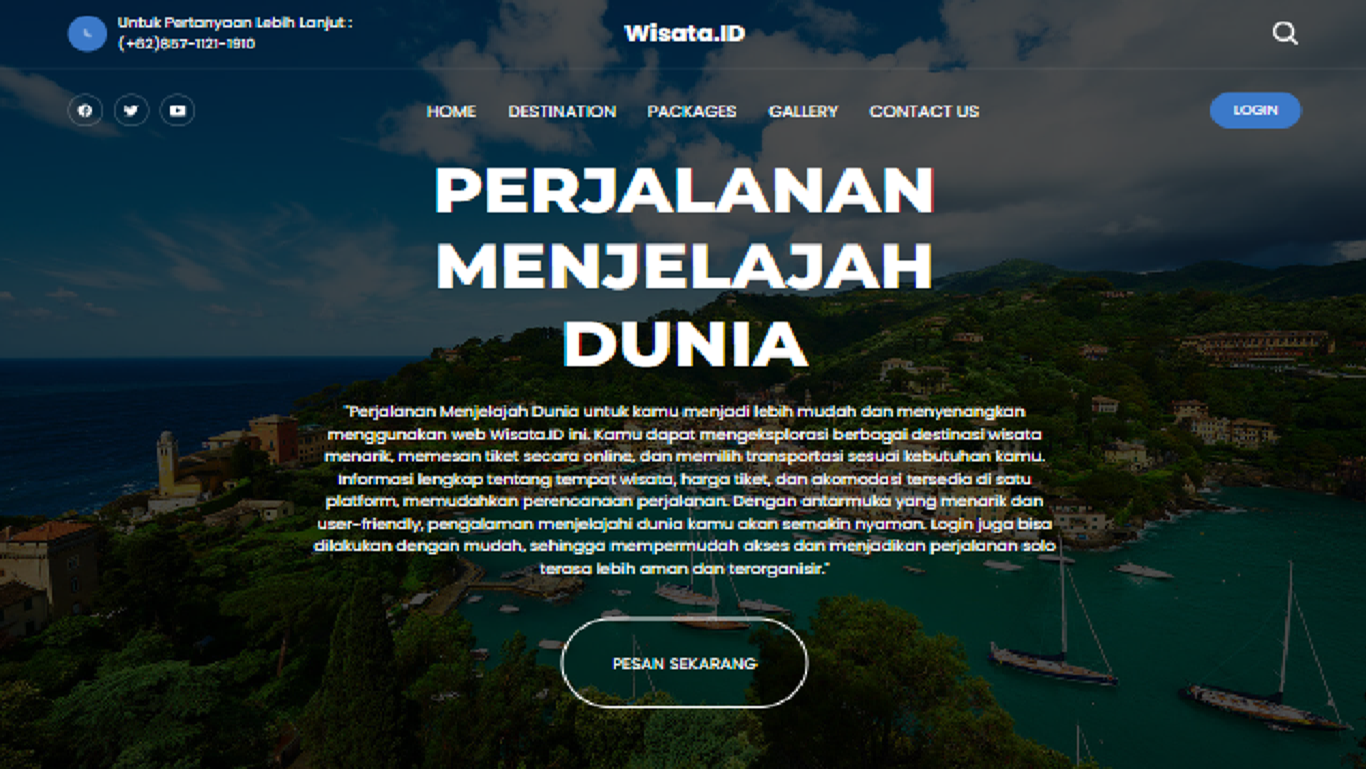 Untuk Pertanyaan Lebih Lanjut :
(+62)857-1121-1910
Wisata.ID
HOME DESTINATION PACKAGES GALLERY CONTACT US
LOGIN
PERJALANAN
MENJELAJAH
DUNIA
"Perjalanan Menjelajah Dunia untuk kamu menjadi lebih mudah dan menyenangkan
menggunakan web Wisata.ID ini. Kamu dapat mengeksplorasi berbagai destinasi wisata
menarik, memesan tiket secara online, dan memilih transportasi sesuai kebutuhan kamu.
Informasi lengkap tentang tempat wisata, harga tiket, dan akomodasi tersedia di satu
platform, memudahkan perencanaan perjalanan. Dengan antarmuka yang menarik dan
user-friendly, pengalaman menjelajahi dunia kamu akan semakin nyaman. Login juga bisa
dilakukan dengan mudah, sehingga mempermudah akses dan menjadikan perjalanan solo
terasa lebih aman dan terorganisir."
PESAN SEKARANG